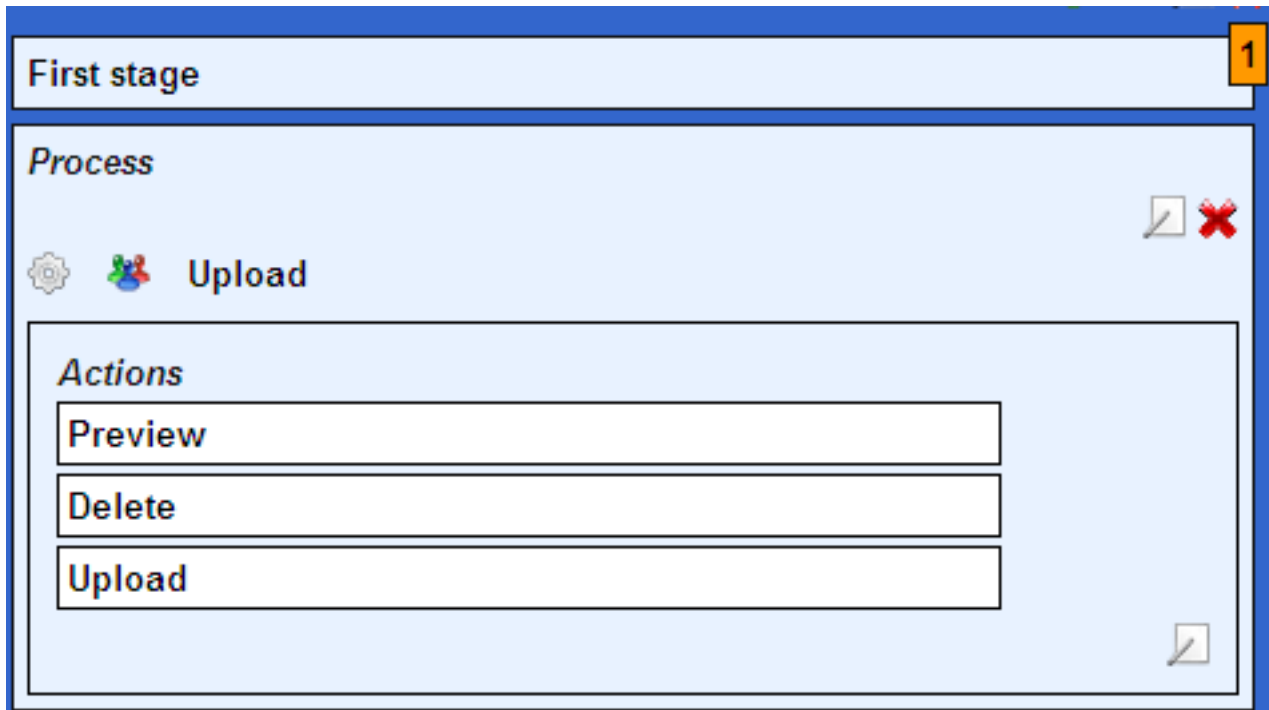 First stage
1
Process
Upload
Actions
Preview
Delete
Upload